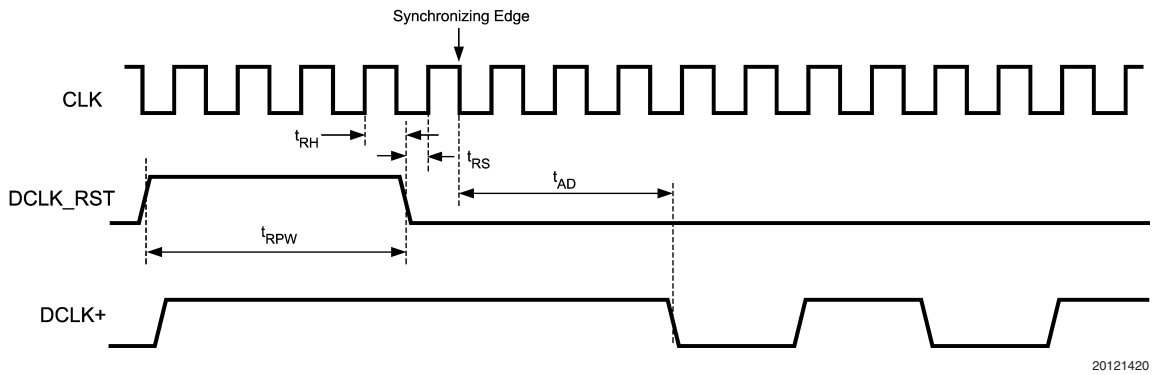 Synchronizing Edge
CLK
tRH
tRS
DCLK_RST
tAD
tRPW
DCLK+
20121420